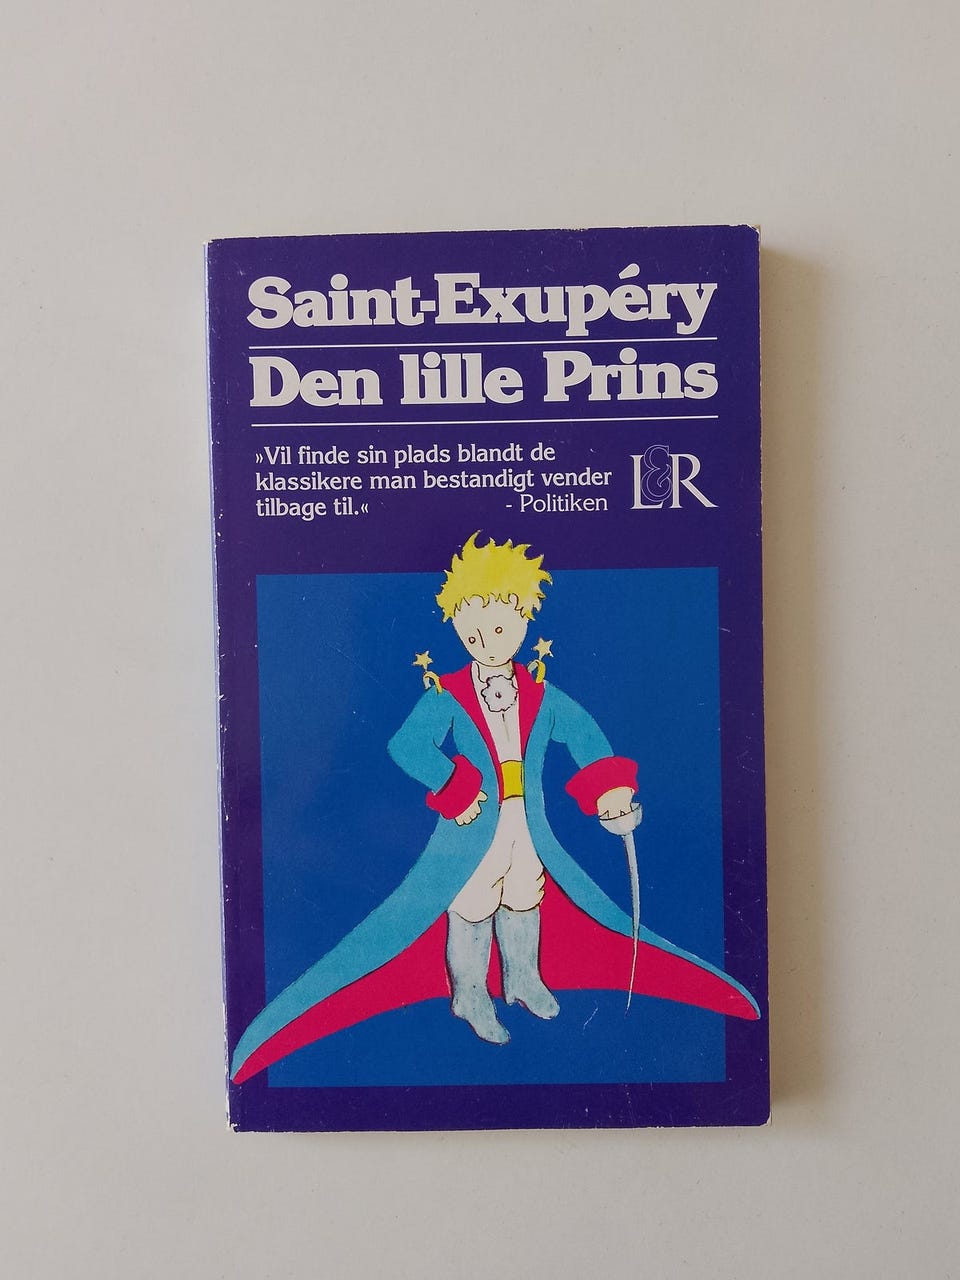 Saint-Exupéry
Den lille Prins
»Vil finde sin plads blandt de
klassikere man bestandigt vender
tilbage til.« - Politiken
L&R